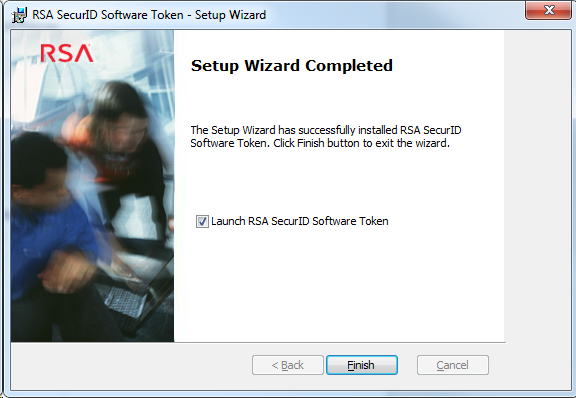 RSA SecurID Software Token - Setup Wizard
RSA
Setup Wizard Completed
The Setup Wizard has successfully installed RSA SecurID
Software Token. Click Finish button to exit the wizard.
Launch RSA SecurID Software Token
< Back Finish Cancel